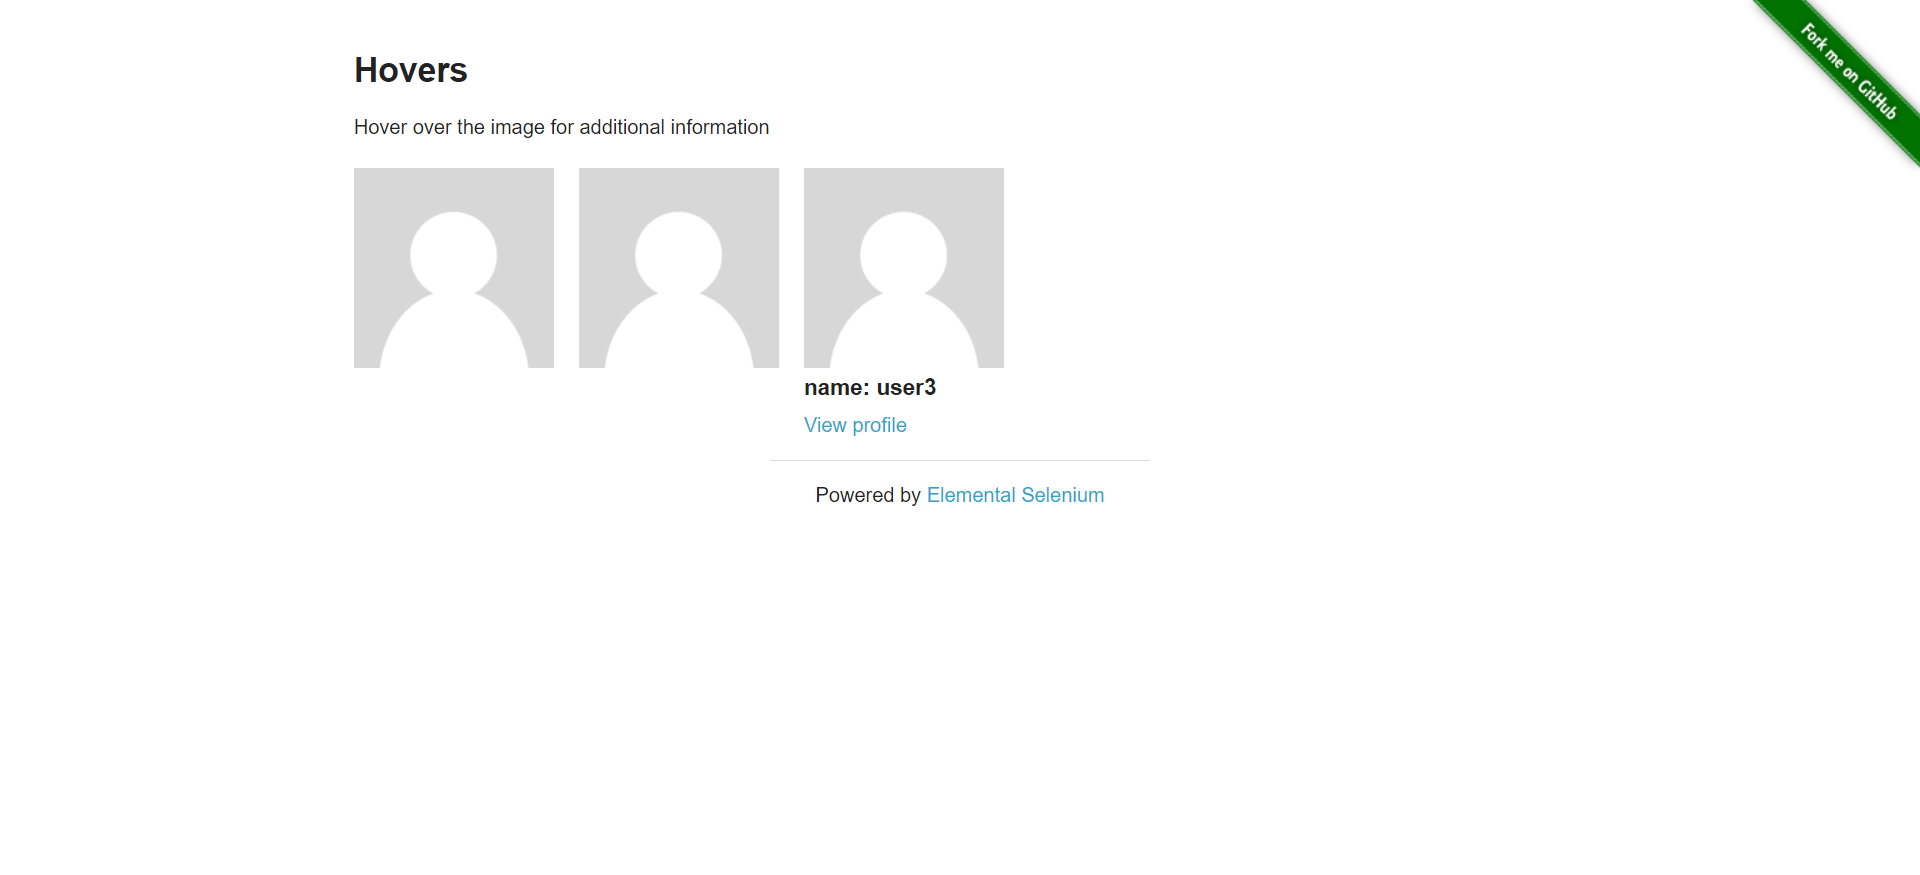 Hovers
Fork me on GitHub
Hover over the image for additional information
name: user3
View profile
Powered by Elemental Selenium